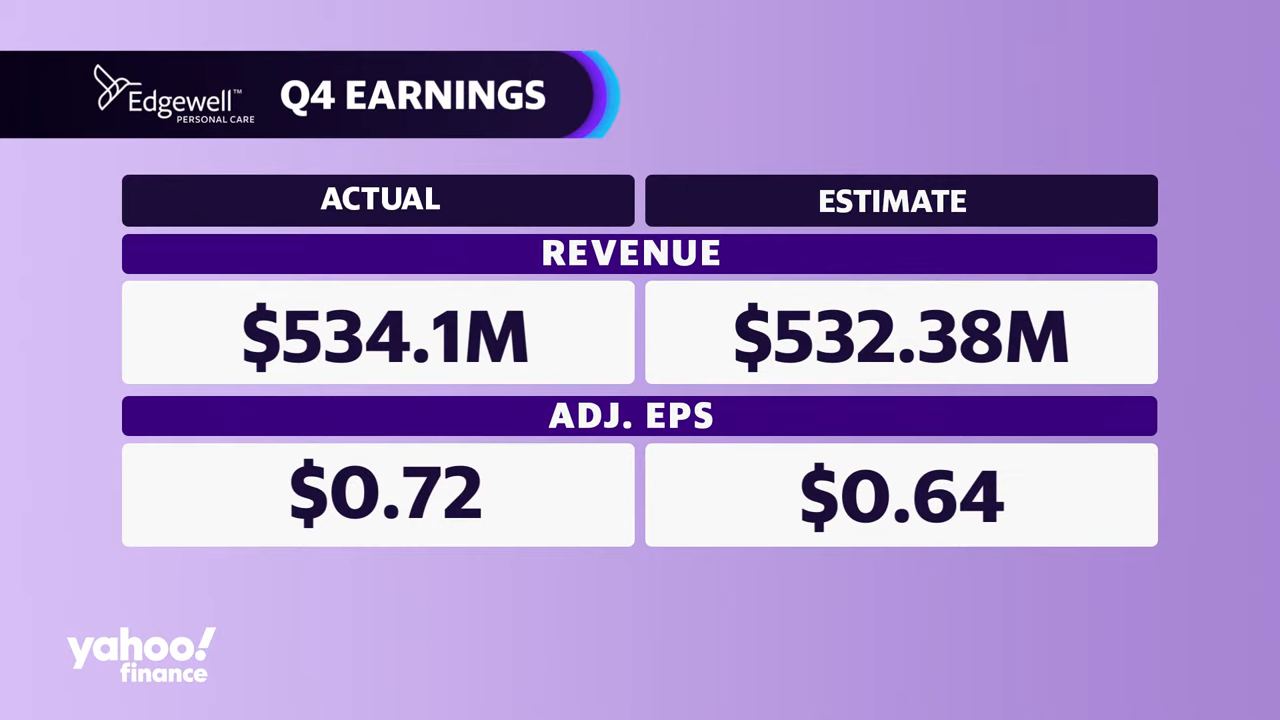 Edgewell™
PERSONAL CARE
Q4 EARNINGS
ACTUAL
ESTIMATE
REVENUE
$534.1M
$532.38M
ADJ. EPS
$0.72
$0.64
yahoo!
finance